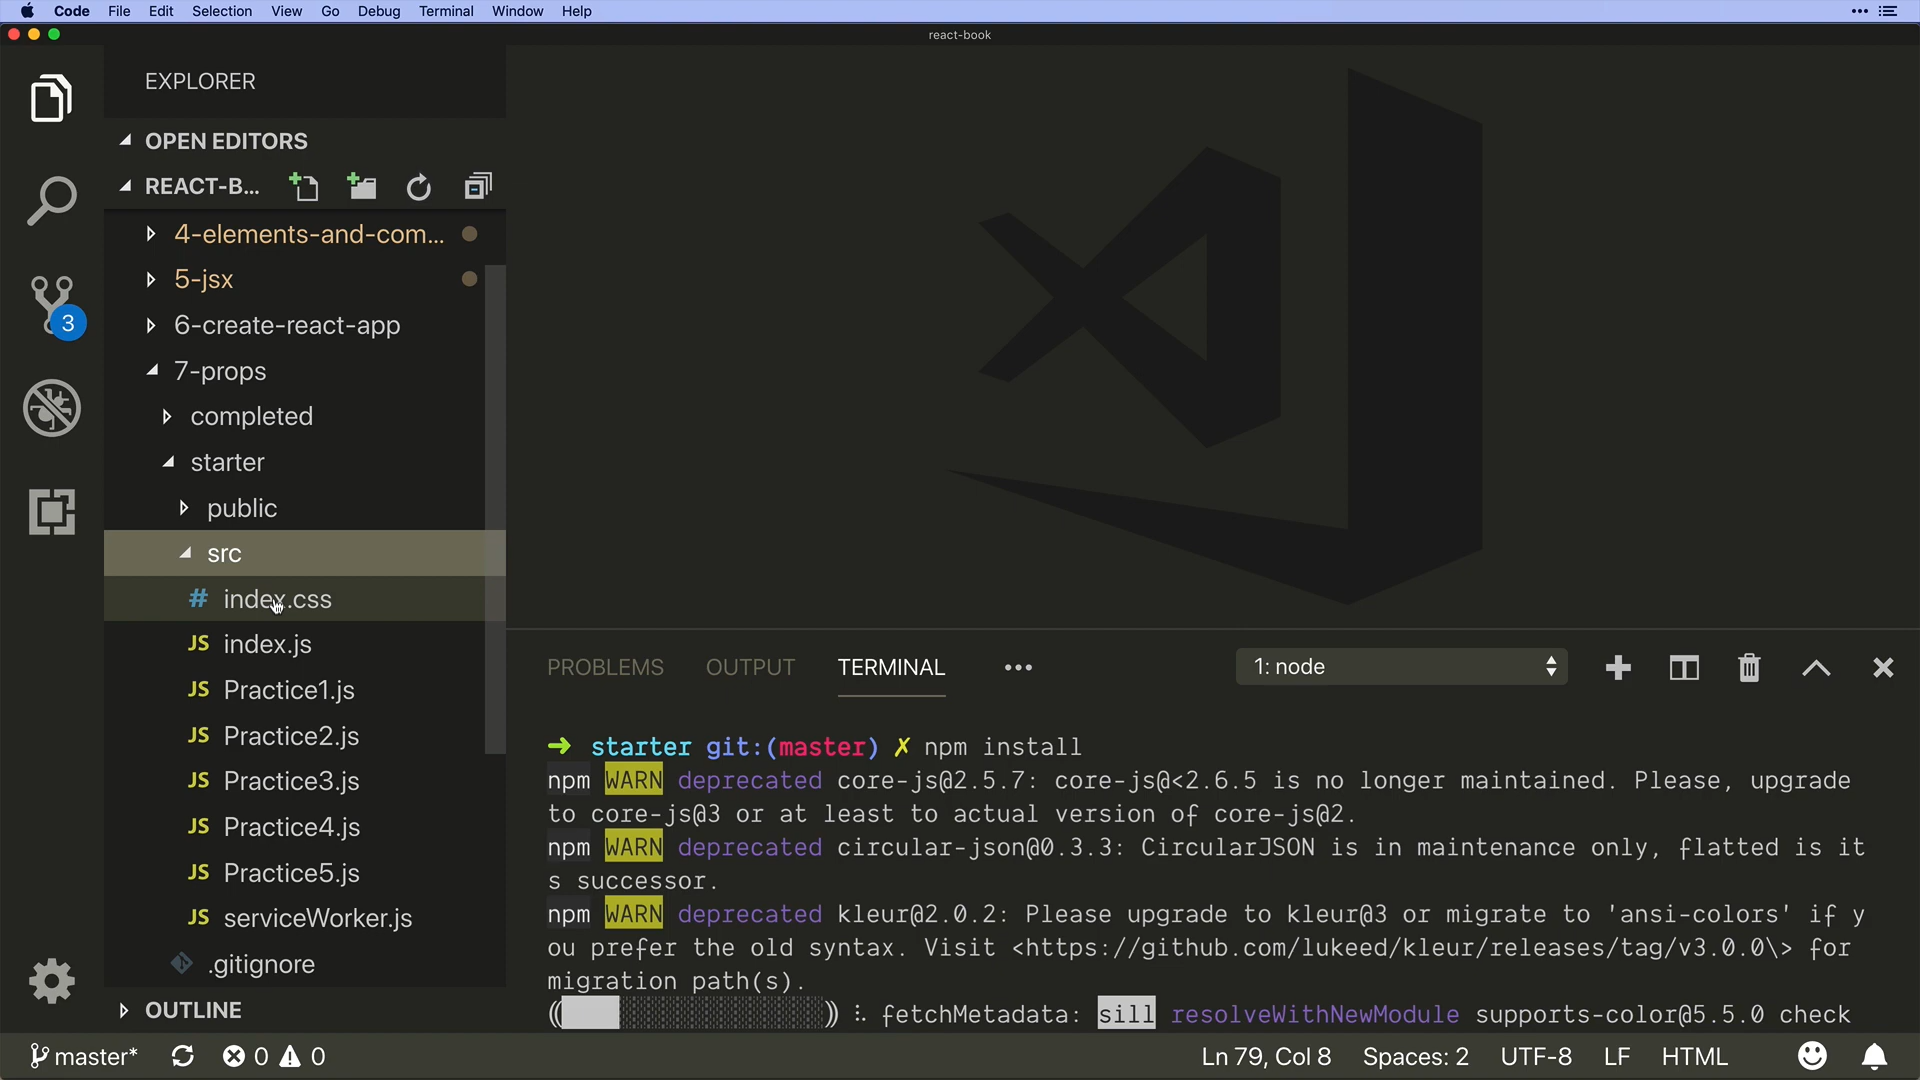 Code File Edit Selection View Go Debug Terminal Window Help
react-book
EXPLORER
OPEN EDITORS
REACT-B...
4-elements-and-com...
5-jsx
6-create-react-app
3
7-props
completed
starter
public
src
# index.css
JS index.js
JS Practice1.js
JS Practice2.js
JS Practice3.js
JS Practice4.js
JS Practice5.js
JS serviceWorker.js
.gitignore
OUTLINE
PROBLEMS OUTPUT TERMINAL ••• 1: node
➜ starter git:(master) ✗ npm install
npm WARN deprecated core-js@2.5.7: core-js@<2.6.5 is no longer maintained. Please, upgrade
to core-js@3 or at least to actual version of core-js@2.
npm WARN deprecated circular-json@0.3.3: CircularJSON is in maintenance only, flatted is it
s successor.
npm WARN deprecated kleur@2.0.2: Please upgrade to kleur@3 or migrate to 'ansi-colors' if y
ou prefer the old syntax. Visit <https://github.com/lukeed/kleur/releases/tag/v3.0.0\> for
migration path(s).
fetchMetadata: sill resolveWithNewModule supports-color@5.5.0 check
master* 0 0 Ln 79, Col 8 Spaces: 2 UTF-8 LF HTML